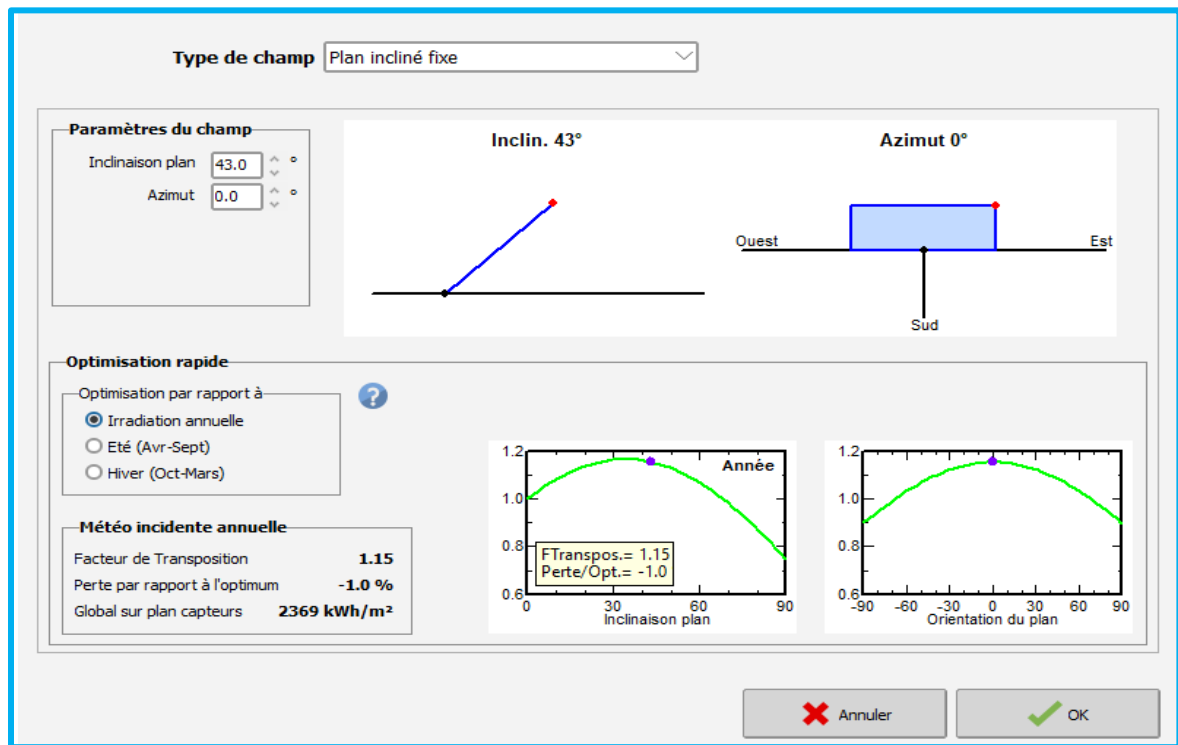 Type de champ Plan incliné fixe
Paramètres du champ
Inclinaison plan 43.0 °
Azimut 0.0 °
Inclin. 43°
Azimut 0°
Ouest
Est
Sud
Optimisation rapide
Optimisation par rapport à
?
Irradiation annuelle
Eté (Avr-Sept)
Hiver (Oct-Mars)
Météo incidente annuelle
Facteur de Transposition 1.15
Perte par rapport à l'optimum -1.0 %
Global sur plan capteurs 2369 kWh/m²
1.2
1.0
0.8
0.6
Année
FTranspos.= 1.15
Perte/Opt.= -1.0
0 30 60 90
Inclinaison plan
1.2
1.0
0.8
0.6
-90 -60 -30 0 30 60 90
Orientation du plan
Annuler
OK